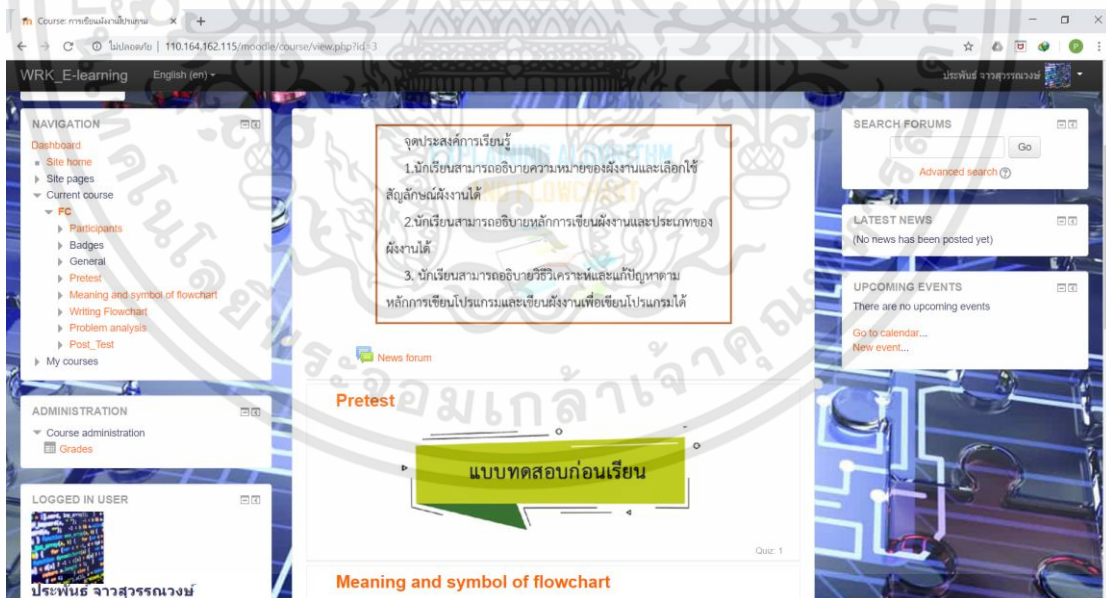 Course: การเขียนผังงานโปรแกรม
ไม่ปลอดภัย | 110.164.162.115/moodle/course/view.php?id=3
WRK_E-learning English (en)
ประพันธ์ จาวสุวรรณวงษ์
NAVIGATION
Dashboard
Site home
Site pages
Current course
FC
Participants
Badges
General
Pretest
Meaning and symbol of flowchart
Writing Flowchart
Problem analysis
Post_Test
My courses
ADMINISTRATION
Course administration
Grades
LOGGED IN USER
ประพันธ์ จาวสุวรรณวงษ์
จุดประสงค์การเรียนรู้
1.นักเรียนสามารถอธิบายความหมายของผังงานและเลือกใช้
สัญลักษณ์ผังงานได้
2.นักเรียนสามารถอธิบายหลักการเขียนผังงานและประเภทของ
ผังงานได้
3. นักเรียนสามารถอธิบายวิธีวิเคราะห์และแก้ปัญหาตาม
หลักการเขียนโปรแกรมและเขียนผังงานเพื่อเขียนโปรแกรมได้
News forum
Pretest
แบบทดสอบก่อนเรียน
Quiz: 1
Meaning and symbol of flowchart
SEARCH FORUMS
Go
Advanced search
LATEST NEWS
(No news has been posted yet)
UPCOMING EVENTS
There are no upcoming events
Go to calendar...
New event...